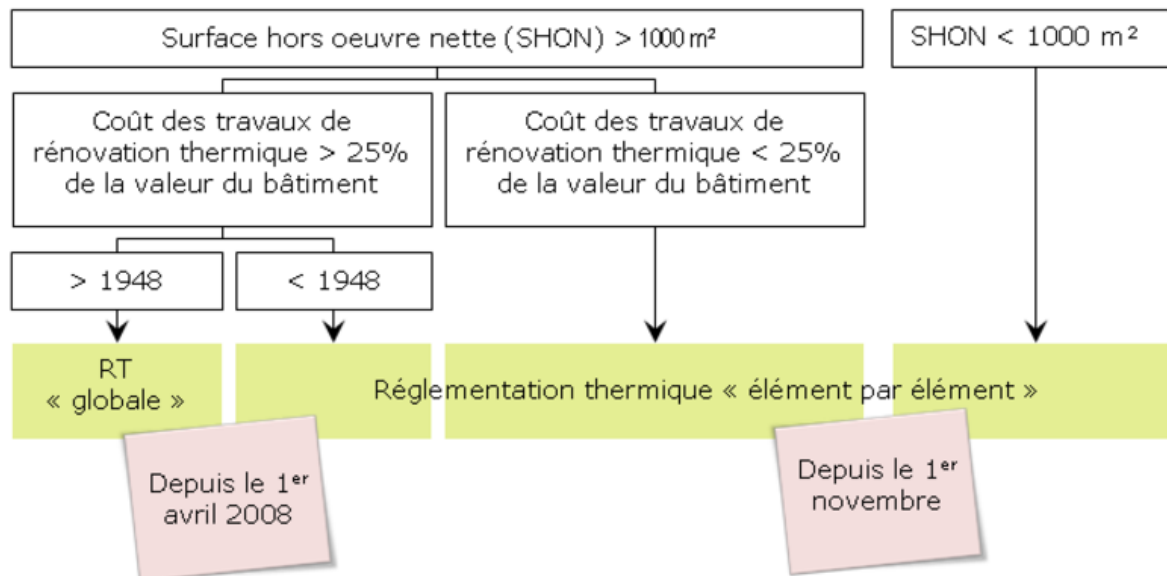 Surface hors oeuvre nette (SHON) > 1000 m²
SHON < 1000 m²
Coût des travaux de
rénovation thermique > 25%
de la valeur du bâtiment
Coût des travaux de
rénovation thermique < 25%
de la valeur du bâtiment
> 1948
< 1948
RT
« globale »
Réglementation thermique « élément par élément »
Depuis le 1er
avril 2008
Depuis le 1er
novembre